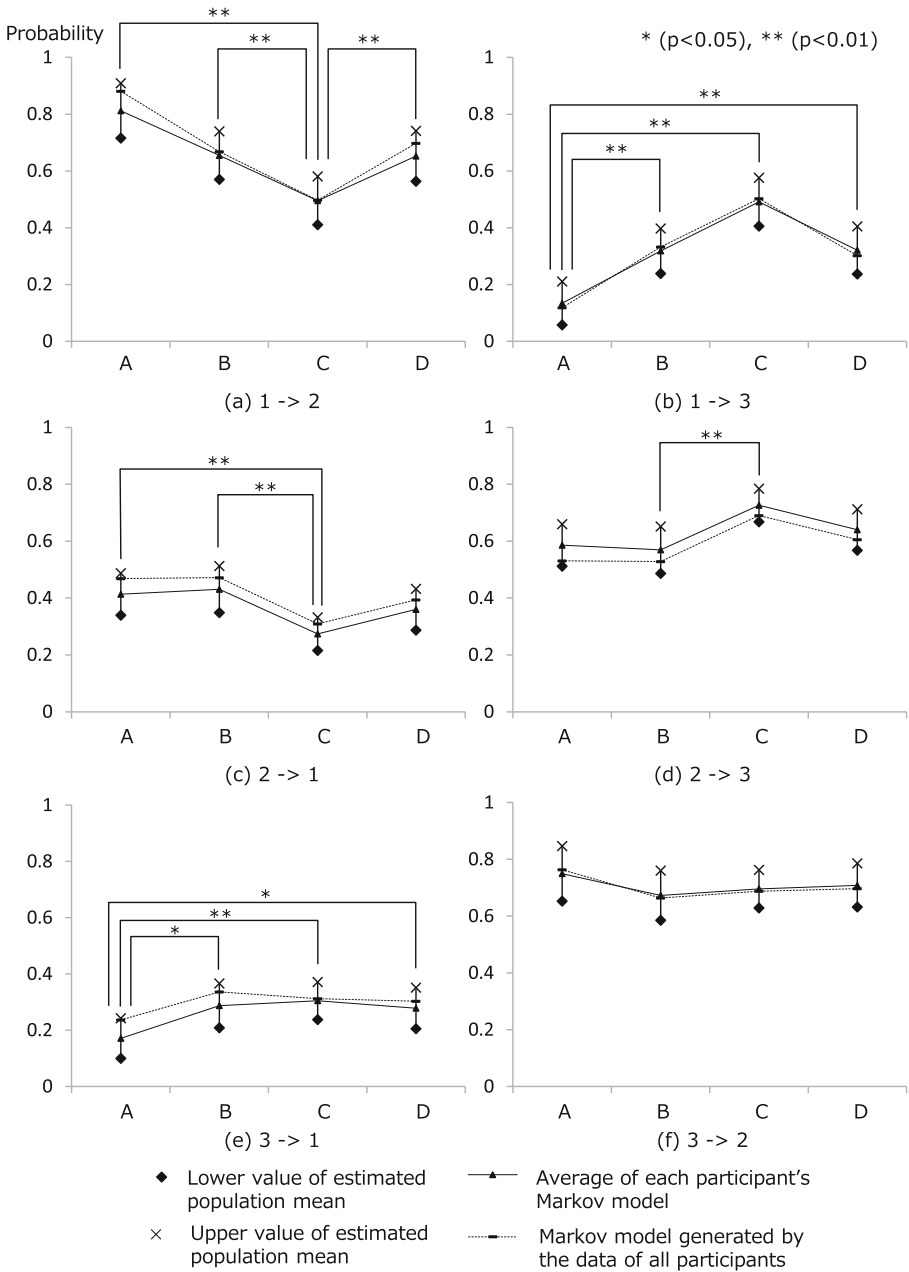 Probability
* (p<0.05), ** (p<0.01)
1
0.8
0.6
0.4
0.2
0
**
**
**
A B C D
(a) 1 -> 2
1
0.8
0.6
0.4
0.2
0
**
**
**
A B C D
(b) 1 -> 3
1
0.8
0.6
0.4
0.2
0
**
**
A B C D
(c) 2 -> 1
1
0.8
0.6
0.4
0.2
0
**
A B C D
(d) 2 -> 3
1
0.8
0.6
0.4
0.2
0
*
**
*
A B C D
(e) 3 -> 1
1
0.8
0.6
0.4
0.2
0
A B C D
(f) 3 -> 2
Lower value of estimated
population mean
Average of each participant's
Markov model
Upper value of estimated
population mean
Markov model generated by
the data of all participants